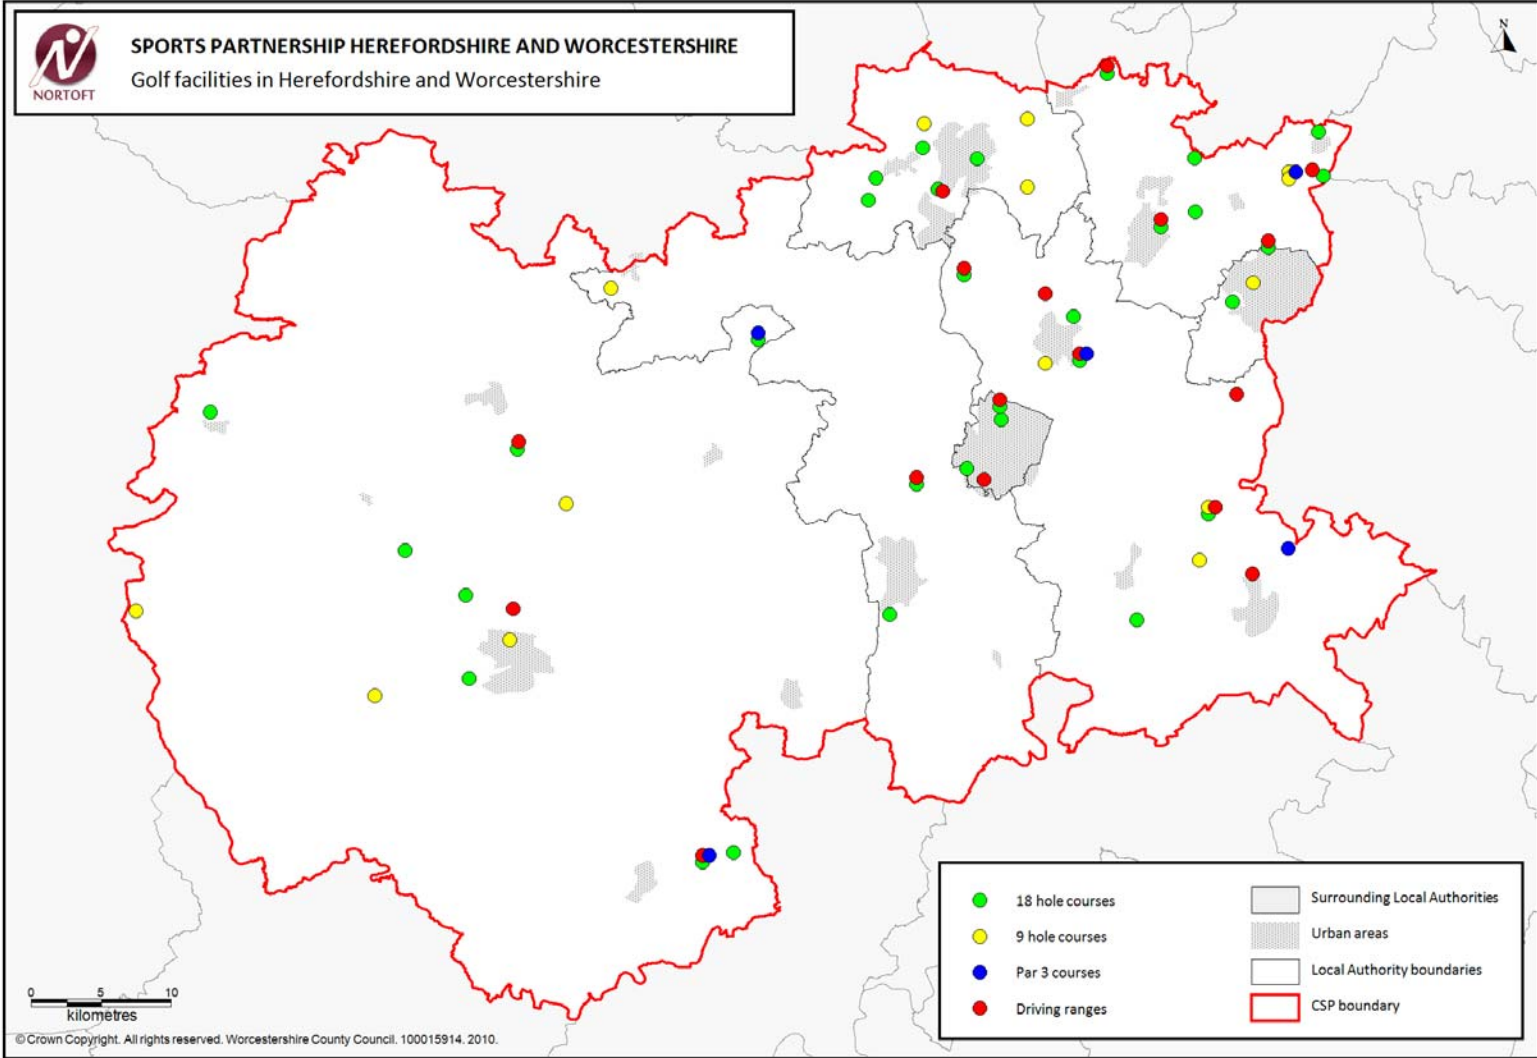 SPORTS PARTNERSHIP HEREFORDSHIRE AND WORCESTERSHIRE
Golf facilities in Herefordshire and Worcestershire
N
NORTOFT
N
18 hole courses
9 hole courses
Par 3 courses
Driving ranges
Surrounding Local Authorities
Urban areas
Local Authority boundaries
CSP boundary
0 5 10
kilometres
© Crown Copyright. All rights reserved. Worcestershire County Council. 100015914. 2010.